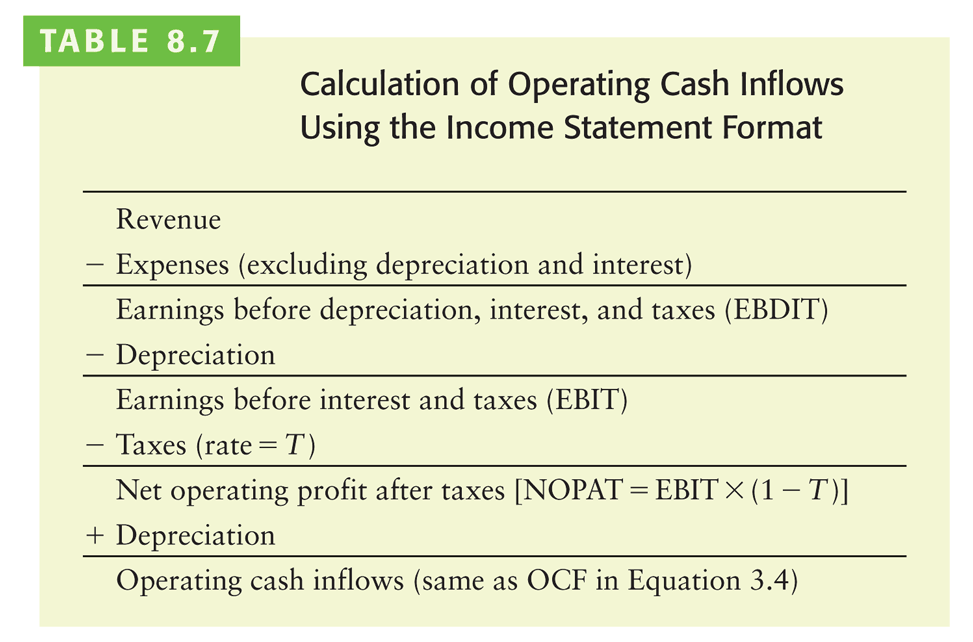 TABLE 8.7
Calculation of Operating Cash Inflows
Using the Income Statement Format
Revenue
− Expenses (excluding depreciation and interest)
Earnings before depreciation, interest, and taxes (EBDIT)
− Depreciation
Earnings before interest and taxes (EBIT)
− Taxes (rate = T)
Net operating profit after taxes [NOPAT = EBIT × (1 − T)]
+ Depreciation
Operating cash inflows (same as OCF in Equation 3.4)